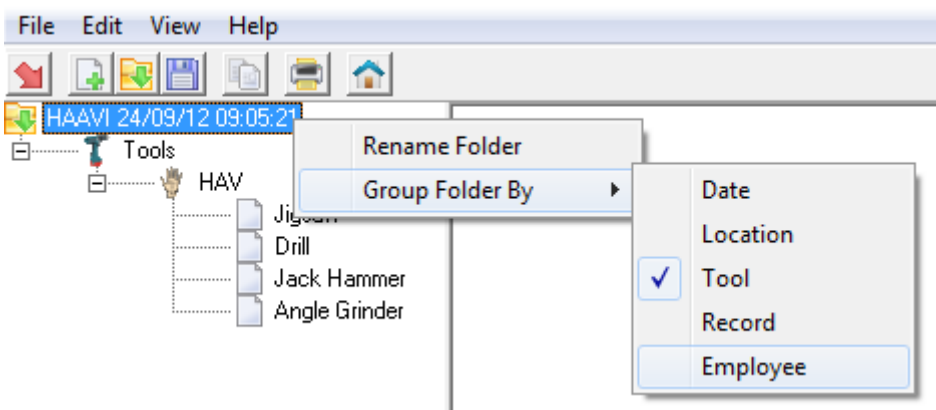 File Edit View Help
HAAVI 24/09/12 09:05:21
Tools
HAV
Drill
Jack Hammer
Angle Grinder
Rename Folder
Group Folder By
Date
Location
Tool
Record
Employee